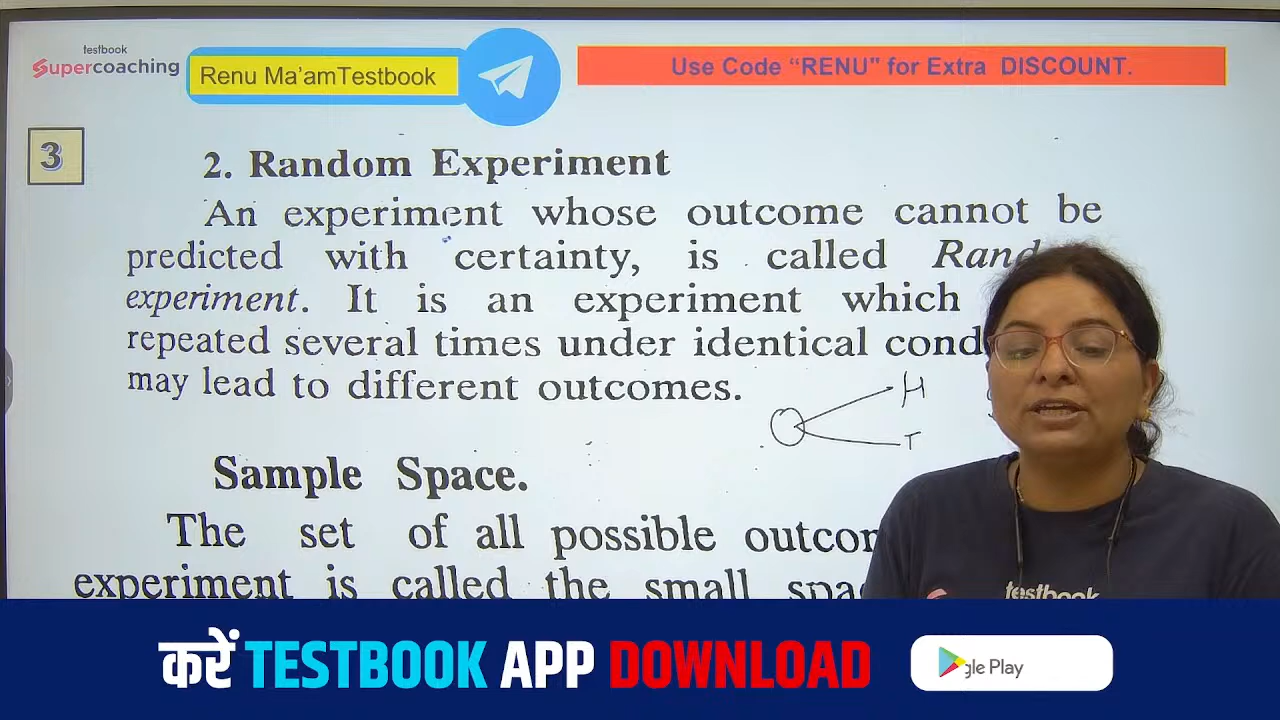 testbook
Supercoaching
Renu Ma'amTestbook
Use Code “RENU" for Extra DISCOUNT.
3
2. Random Experiment
An experiment whose outcome cannot be
predicted with certainty, is called
experiment. It is an experiment which
repeated several times under identical
may lead to different outcomes.
H
T
Sample Space.
The set of all possible
experiment is called the small
testbook
करें TESTBOOK APP DOWNLOAD
Play